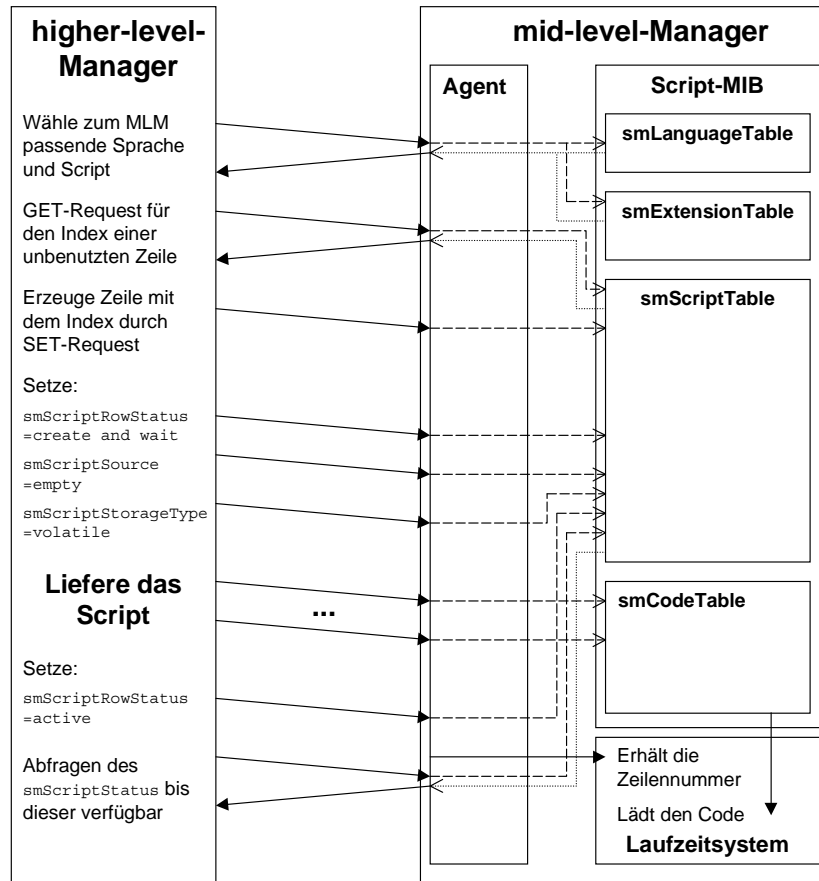 higher-level-
Manager
Wähle zum MLM
passende Sprache
und Script
GET-Request für
den Index einer
unbenutzten Zeile
Erzeuge Zeile mit
dem Index durch
SET-Request
Setze:
smScriptRowStatus
=create and wait
smScriptSource
=empty
smScriptStorageType
=volatile
Liefere das
Script
...
Setze:
smScriptRowStatus
=active
Abfragen des
smScriptStatus bis
dieser verfügbar
mid-level-Manager
Agent
Script-MIB
smLanguageTable
smExtensionTable
smScriptTable
smCodeTable
Erhält die
Zeilennummer
Lädt den Code
Laufzeitsystem